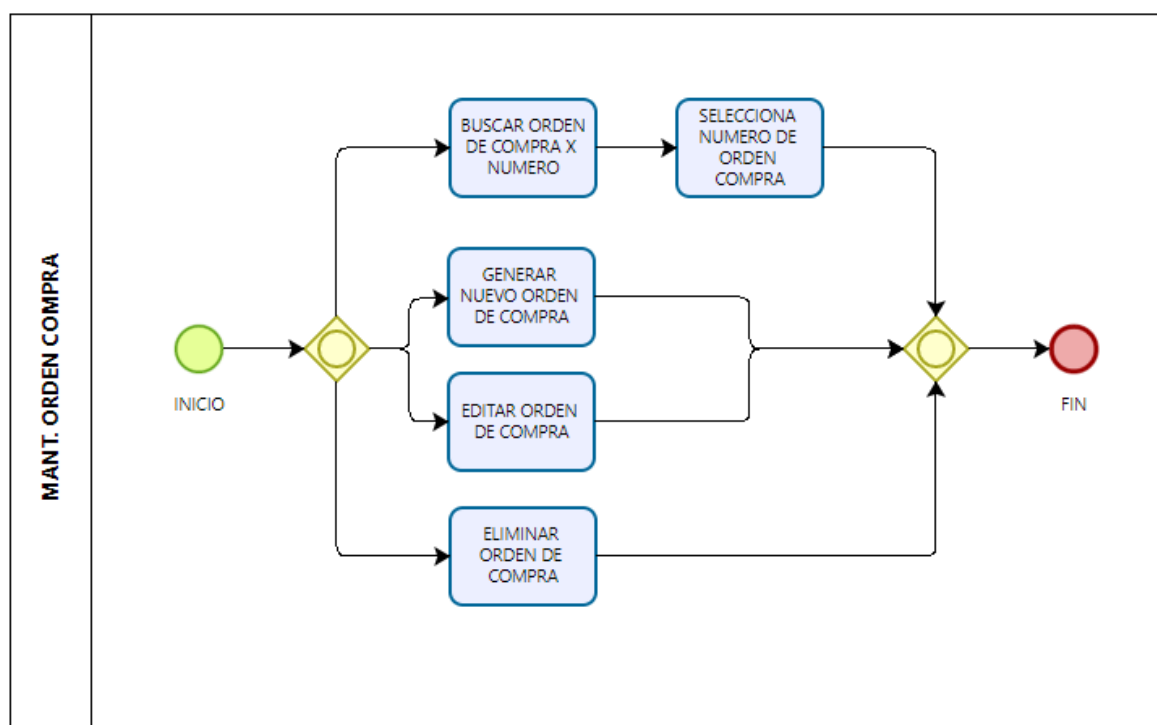 MANT. ORDEN COMPRA
INICIO
BUSCAR ORDEN
DE COMPRA X
NUMERO
SELECCIONA
NUMERO DE
ORDEN
COMPRA
GENERAR
NUEVO ORDEN
DE COMPRA
EDITAR ORDEN
DE COMPRA
ELIMINAR
ORDEN DE
COMPRA
FIN